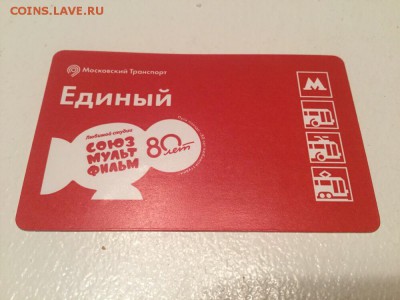 COINS.LAVE.RU
Московский Транспорт
Единый
Любимой студии
СОЮЗ
МУЛЬТ
ФИЛЬМ
80 лет
М